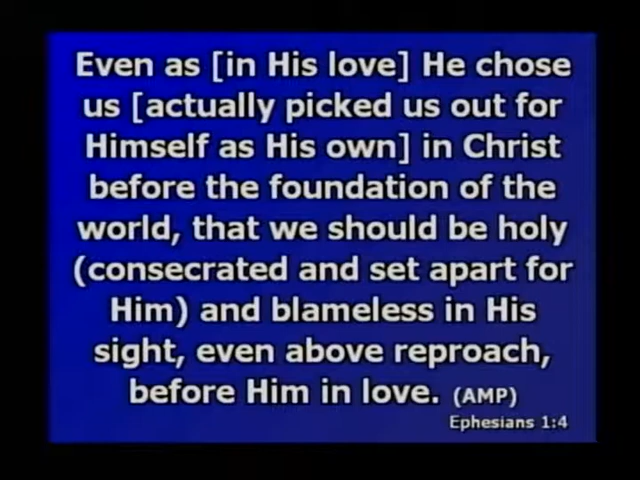 Even as [in His love] He chose
us [actually picked us out for
Himself as His own] in Christ
before the foundation of the
world, that we should be holy
(consecrated and set apart for
Him) and blameless in His
sight, even above reproach,
before Him in love. (AMP)
Ephesians 1:4